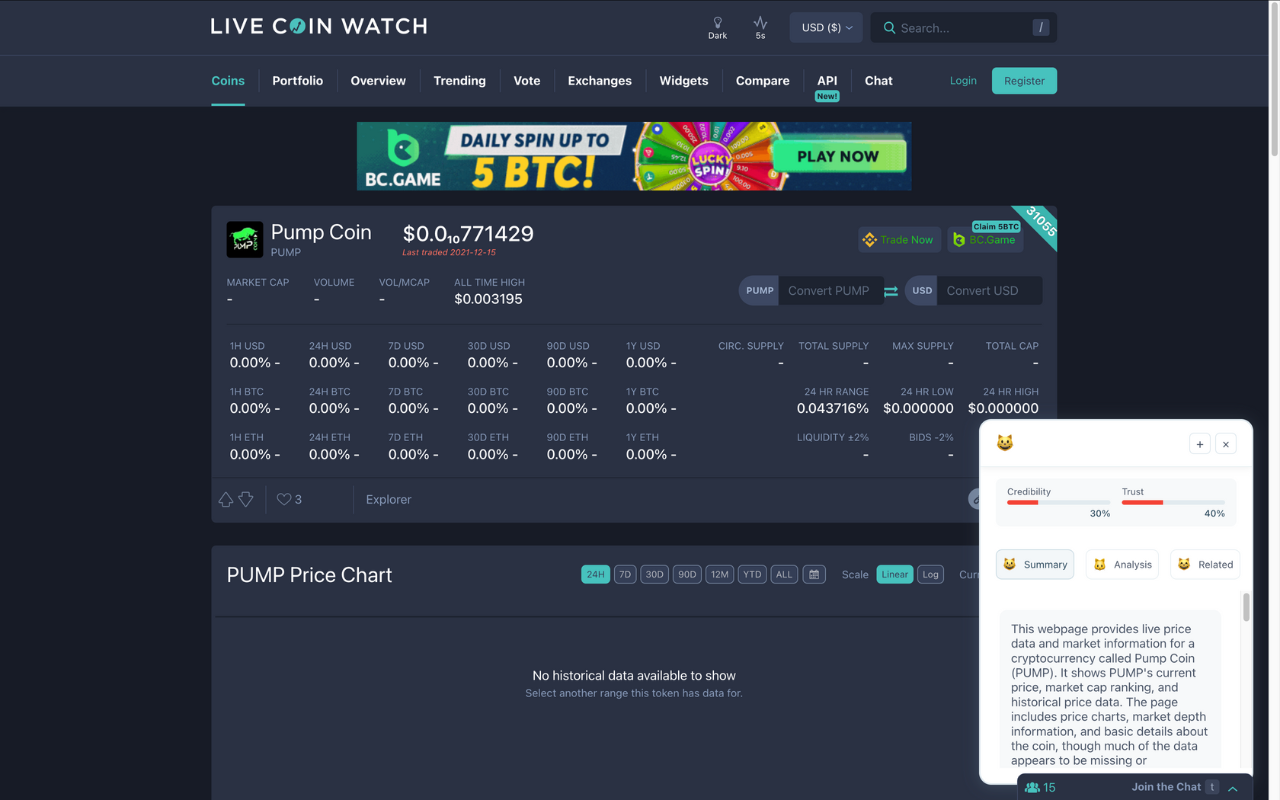 LIVE COIN WATCH
Dark
5s
USD ($)
Search...
/
Coins
Portfolio
Overview
Trending
Vote
Exchanges
Widgets
Compare
API
New!
Chat
Login
Register
BC.GAME
DAILY SPIN UP TO
5 BTC!
LUCKY
SPIN!
PLAY NOW
Pump Coin
PUMP
$0.0₁₀771429
Last traded 2021-12-15
Trade Now
Claim 5BTC
BC.Game
31055
MARKET CAP
-
VOLUME
-
VOL/MCAP
-
ALL TIME HIGH
$0.003195
PUMP
Convert PUMP
USD
Convert USD
1H USD 24H USD 7D USD 30D USD 90D USD 1Y USD
0.00% - 0.00% - 0.00% - 0.00% - 0.00% - 0.00% -
1H BTC 24H BTC 7D BTC 30D BTC 90D BTC 1Y BTC
0.00% - 0.00% - 0.00% - 0.00% - 0.00% - 0.00% -
1H ETH 24H ETH 7D ETH 30D ETH 90D ETH 1Y ETH
0.00% - 0.00% - 0.00% - 0.00% - 0.00% - 0.00% -
CIRC. SUPPLY TOTAL SUPPLY MAX SUPPLY TOTAL CAP
- - - -
24 HR RANGE 24 HR LOW 24 HR HIGH
0.043716% $0.000000 $0.000000
LIQUIDITY ±2% BIDS -2%
- -
3
Explorer
PUMP Price Chart
24H 7D 30D 90D 12M YTD ALL
Scale Linear Log
No historical data available to show
Select another range this token has data for.
+ ×
Credibility
30%
Trust
40%
Summary
Analysis
Related
This webpage provides live price
data and market information for a
cryptocurrency called Pump Coin
(PUMP). It shows PUMP's current
price, market cap ranking, and
historical price data. The page
includes price charts, market depth
information, and basic details about
the coin, though much of the data
appears to be missing or
15
Join the Chat t